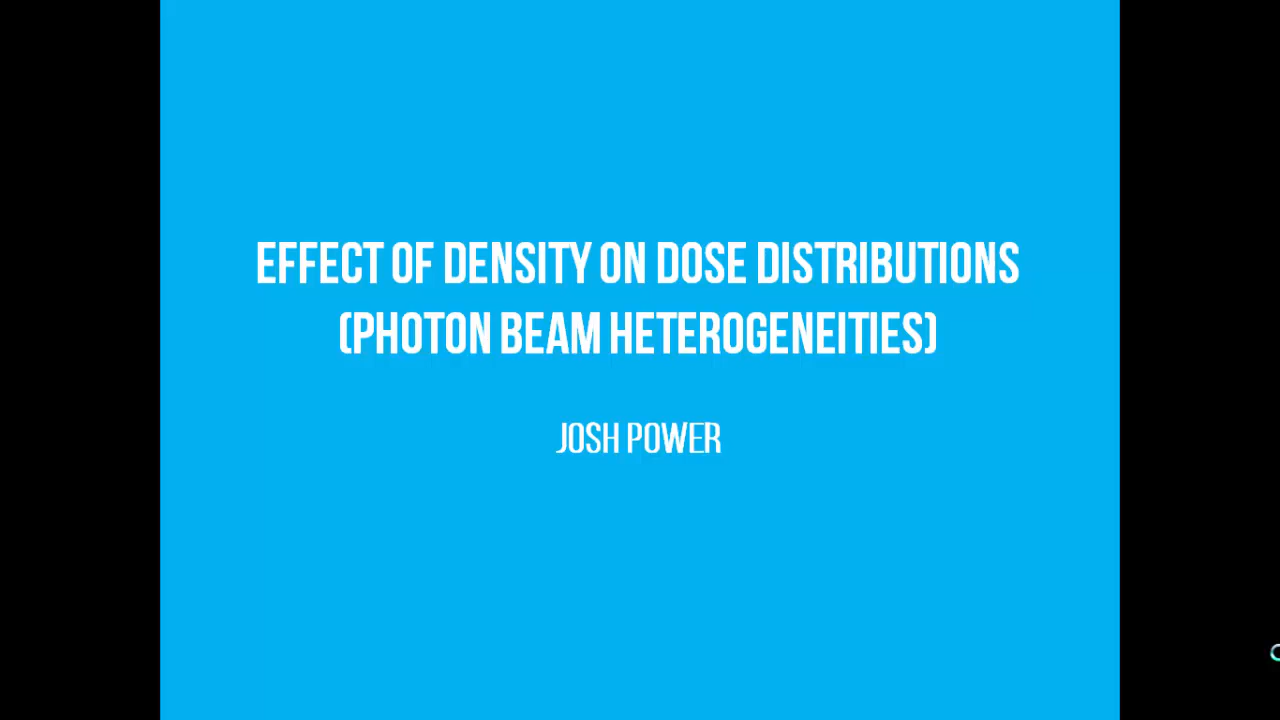 EFFECT OF DENSITY ON DOSE DISTRIBUTIONS
(PHOTON BEAM HETEROGENEITIES)
JOSH POWER